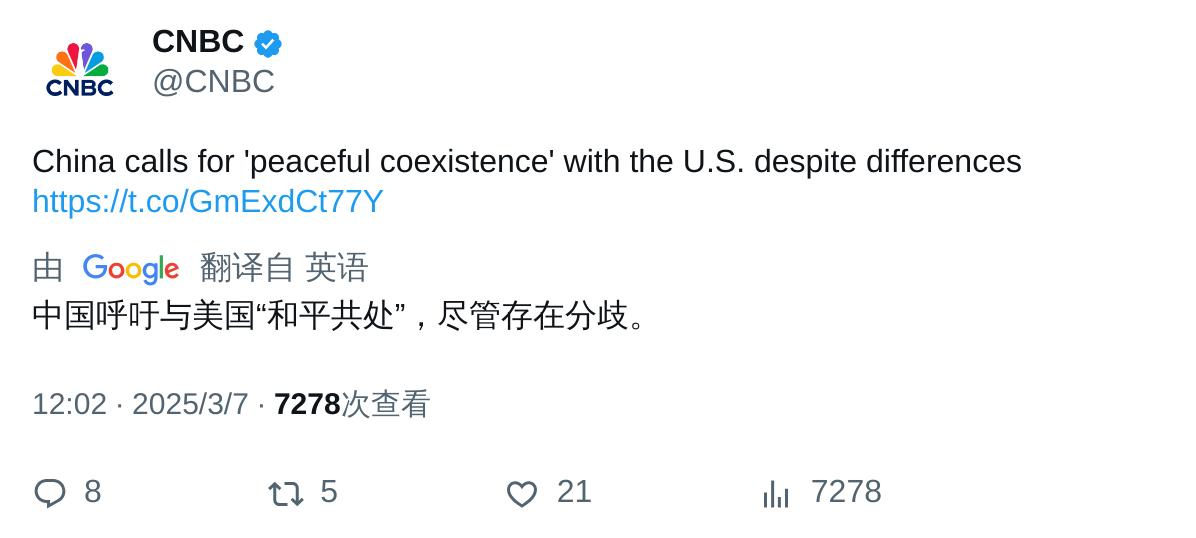 CNBC
CNBC
@CNBC
China calls for 'peaceful coexistence' with the U.S. despite differences
https://t.co/GmExdCt77Y
由 Google 翻译自 英语
中国呼吁与美国“和平共处”，尽管存在分歧。
12:02 · 2025/3/7 · 7278次查看
8 5 21 7278